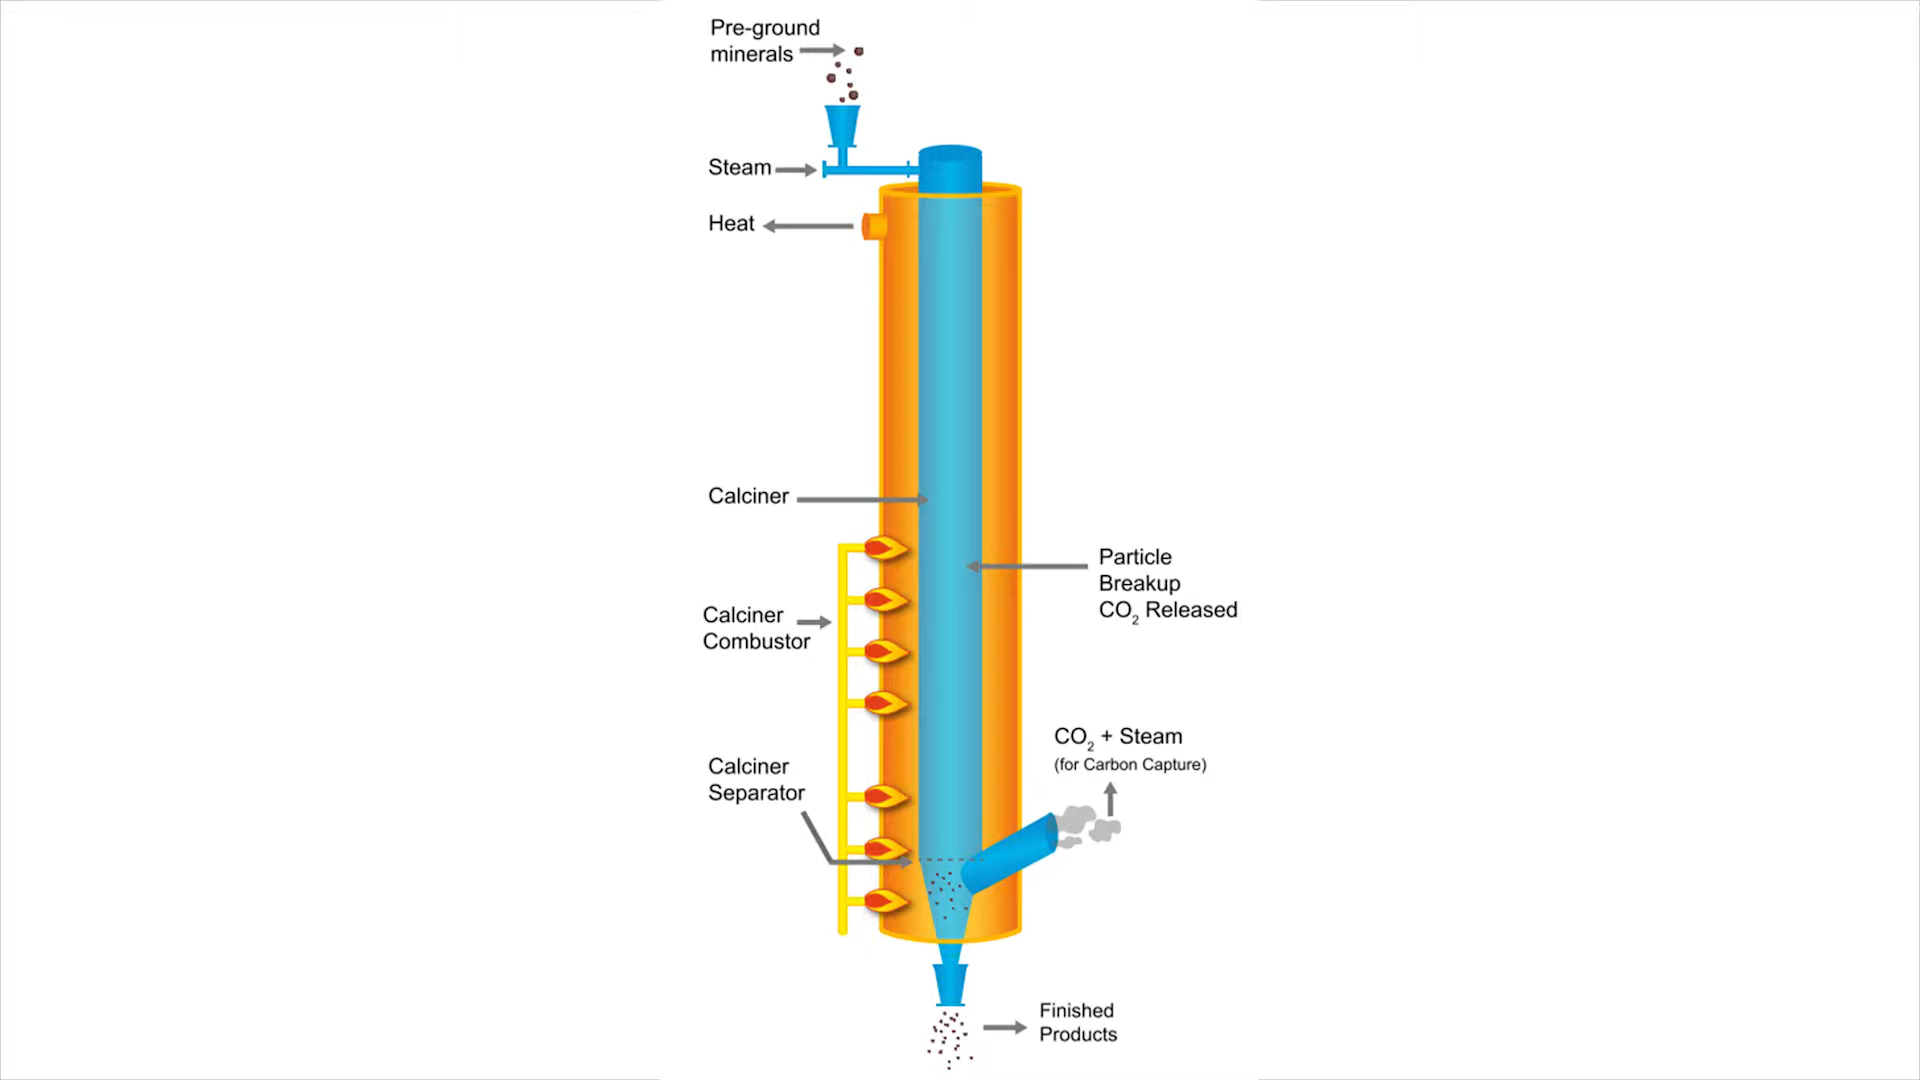 Pre-ground
minerals
Steam
Heat
Calciner
Particle
Breakup
CO₂ Released
Calciner
Combustor
CO₂ + Steam
(for Carbon Capture)
Calciner
Separator
Finished
Products